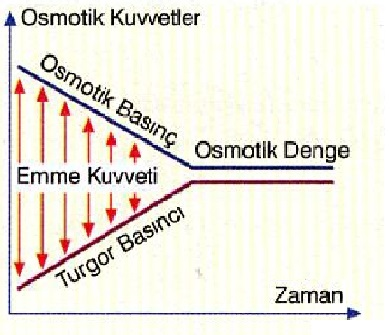 Osmotik Kuvvetler
Osmotik Basınç
Osmotik Denge
Emme Kuvveti
Turgor Basıncı
Zaman